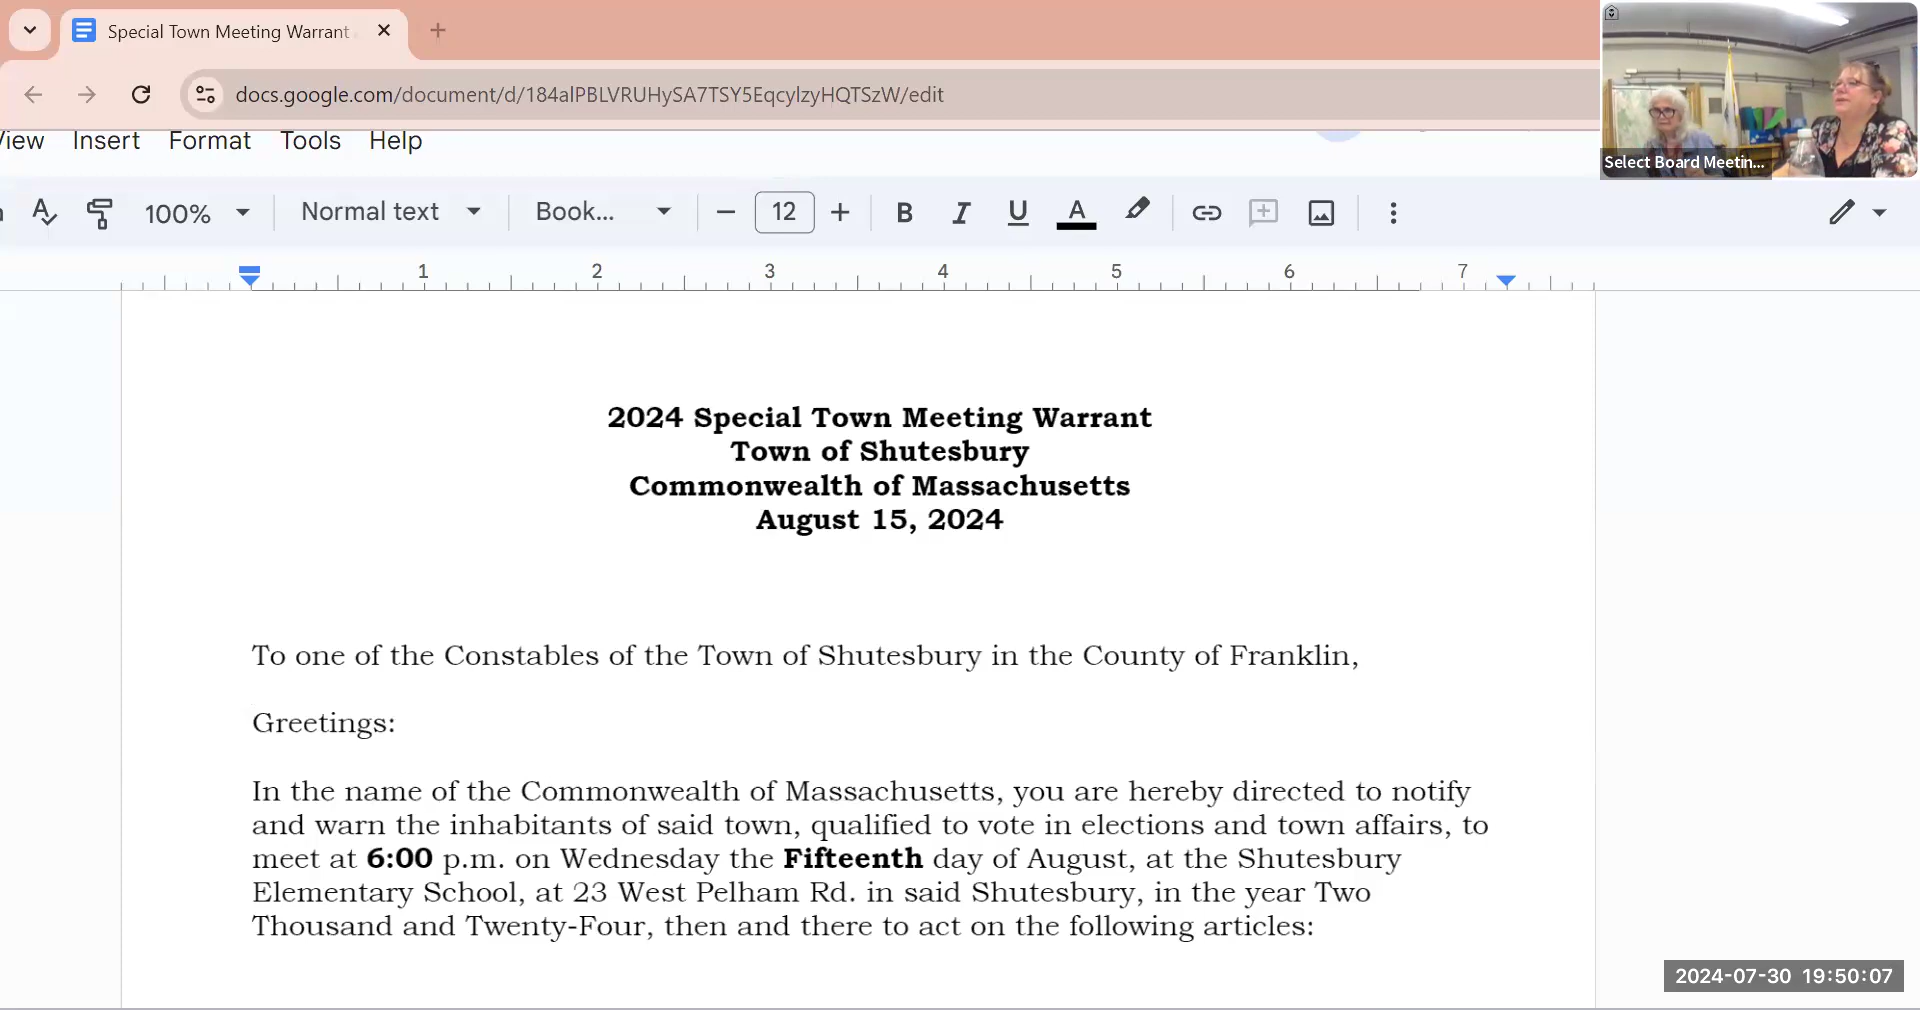 Special Town Meeting Warrant
docs.google.com/document/d/184alPBLVRUHySA7TSY5EqcylzyHQTSzW/edit
View Insert Format Tools Help
Select Board Meetin...
100% Normal text Book... 12 B I U A
1 2 3 4 5 6 7
2024 Special Town Meeting Warrant
Town of Shutesbury
Commonwealth of Massachusetts
August 15, 2024
To one of the Constables of the Town of Shutesbury in the County of Franklin,
Greetings:
In the name of the Commonwealth of Massachusetts, you are hereby directed to notify
and warn the inhabitants of said town, qualified to vote in elections and town affairs, to
meet at 6:00 p.m. on Wednesday the Fifteenth day of August, at the Shutesbury
Elementary School, at 23 West Pelham Rd. in said Shutesbury, in the year Two
Thousand and Twenty-Four, then and there to act on the following articles:
2024-07-30 19:50:07